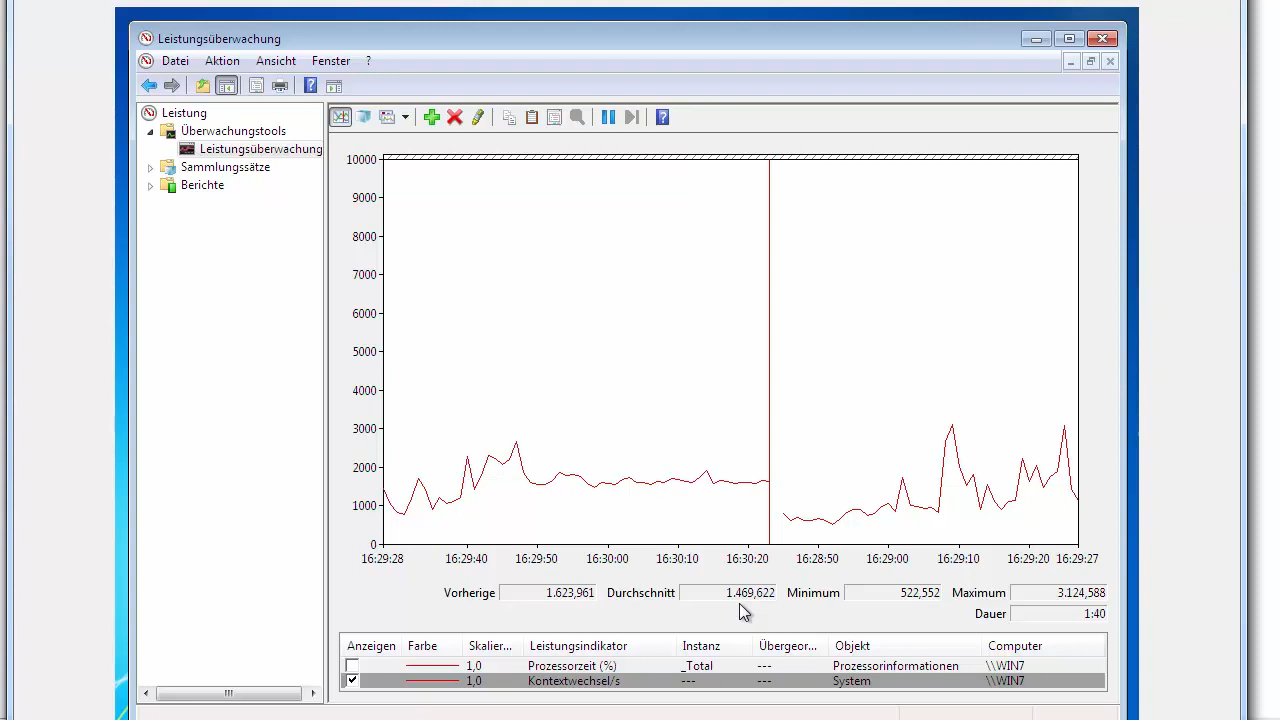 Leistungsüberwachung
Datei Aktion Ansicht Fenster ?
Leistung
Überwachungstools
Leistungsüberwachung
Sammlungssätze
Berichte
10000
9000
8000
7000
6000
5000
4000
3000
2000
1000
0
16:29:28 16:29:40 16:29:50 16:30:00 16:30:10 16:30:20 16:28:50 16:29:00 16:29:10 16:29:20 16:29:27
Vorherige 1.623,961 Durchschnitt 1.469,622 Minimum 522,552 Maximum 3.124,588
Dauer 1:40
Anzeigen Farbe Skalier... Leistungsindikator Instanz Übergeor... Objekt Computer
1,0 Prozessorzeit (%) _Total --- Prozessorinformationen \\WIN7
1,0 Kontextwechsel/s --- --- System \\WIN7